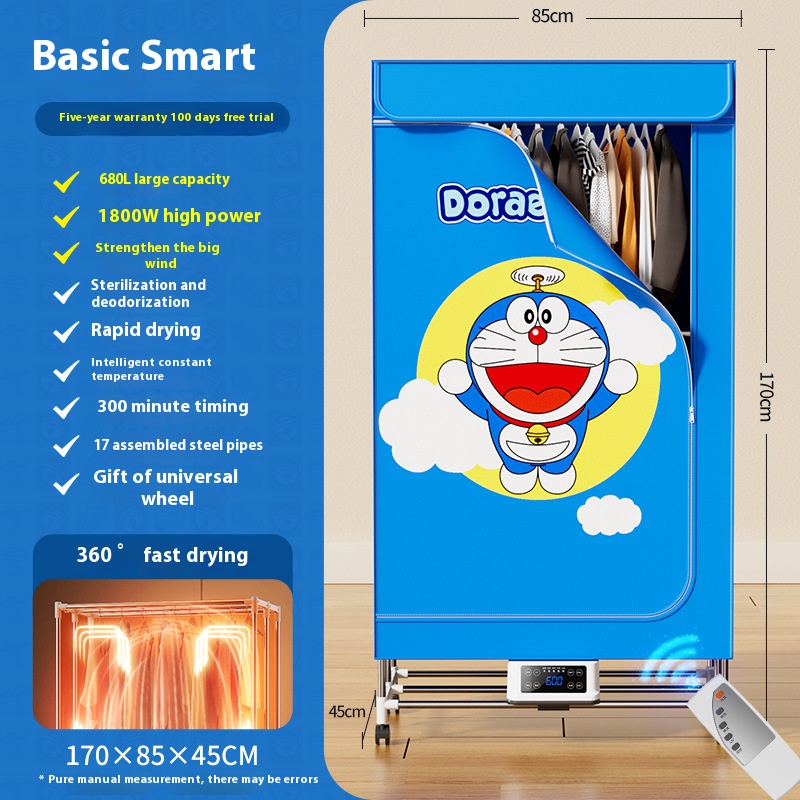 Basic Smart
Five-year warranty 100 days free trial
680L large capacity
1800W high power
Strengthen the big
wind
Sterilization and
deodorization
Rapid drying
Intelligent constant
temperature
300 minute timing
17 assembled steel pipes
Gift of universal
wheel
360° fast drying
170×85×45CM
* Pure manual measurement, there may be errors
85cm
Dorae
170cm
600
45cm